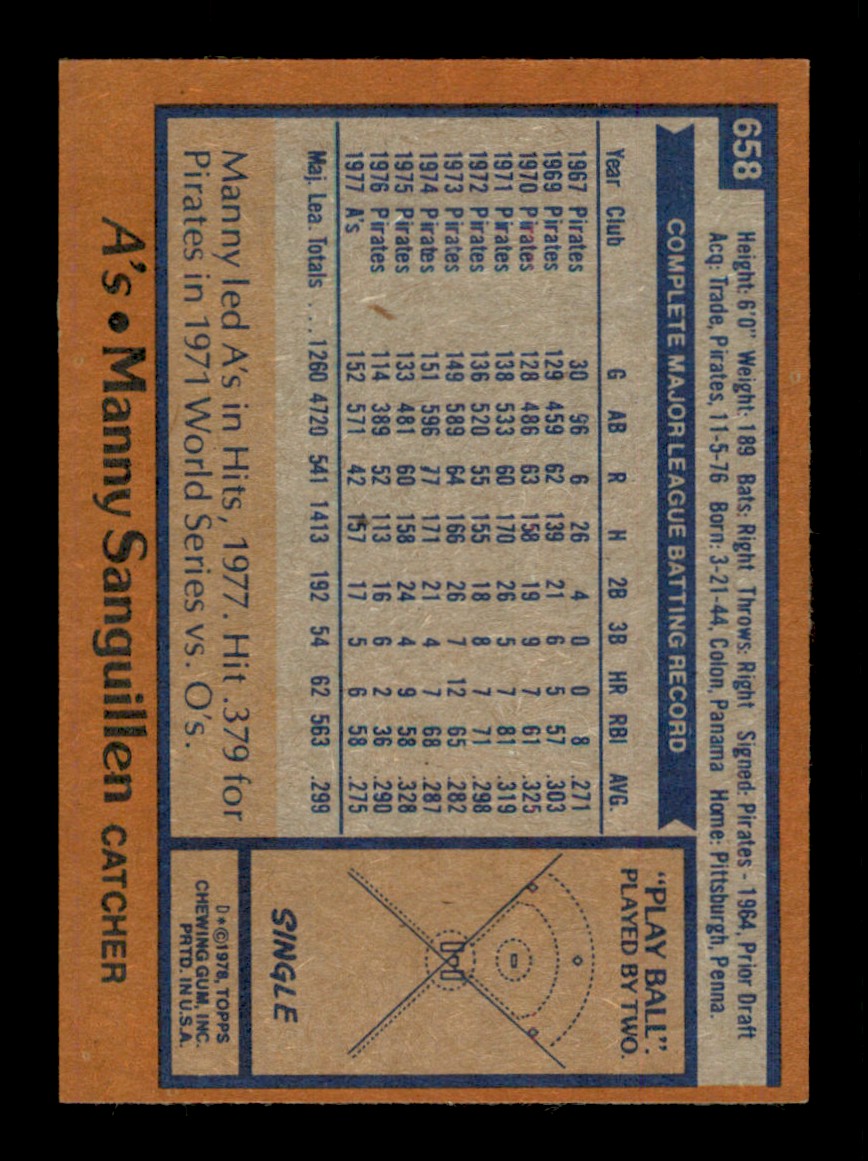 658
Height: 6'0" Weight: 189 Bats: Right Throws: Right Signed: Pirates - 1964, Prior Draft
Acq: Trade, Pirates, 11-5-76 Born: 3-21-44, Colon, Panama Home: Pittsburgh, Penna.
COMPLETE MAJOR LEAGUE BATTING RECORD
Year Club G AB R H 2B 3B HR RBI AVG.
1967 Pirates 30 96 6 26 4 0 0 8 .271
1969 Pirates 129 459 62 139 21 6 5 57 .303
1970 Pirates 128 486 63 158 19 9 7 61 .325
1971 Pirates 138 533 60 170 26 5 7 81 .319
1972 Pirates 136 520 55 155 18 8 7 71 .298
1973 Pirates 149 589 64 166 26 7 12 65 .282
1974 Pirates 151 596 77 171 21 4 7 68 .287
1975 Pirates 133 481 60 158 24 4 9 58 .328
1976 Pirates 114 389 52 113 16 6 2 36 .290
1977 A's 152 571 42 157 17 5 6 58 .275
Maj. Lea. Totals ... 1260 4720 541 1413 192 54 62 563 .299
Manny led A's in Hits, 1977. Hit .379 for
Pirates in 1971 World Series vs. O's.
"PLAY BALL".
PLAYED BY TWO.
SINGLE
D*©1978, TOPPS
CHEWING GUM, INC.
PRTD. IN U.S.A.
A's • Manny Sanguillen CATCHER